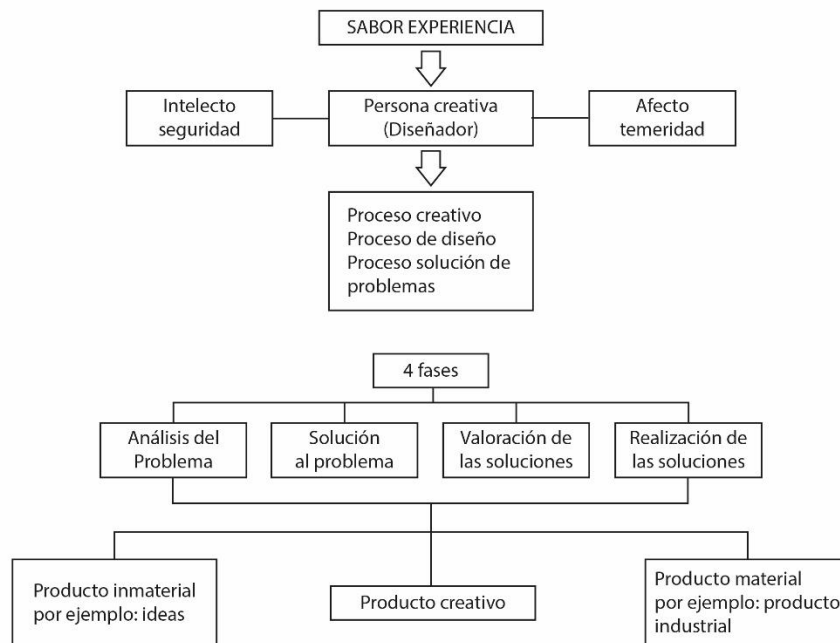 SABOR EXPERIENCIA
Intelecto
seguridad
Persona creativa
(Diseñador)
Afecto
temeridad
Proceso creativo
Proceso de diseño
Proceso solución de
problemas
4 fases
Análisis del
Problema
Solución
al problema
Valoración de
las soluciones
Realización de
las soluciones
Producto inmaterial
por ejemplo: ideas
Producto creativo
Producto material
por ejemplo: producto
industrial